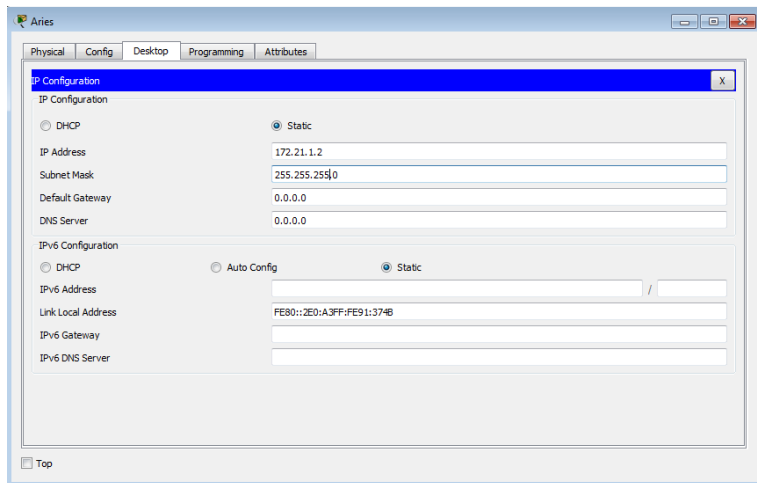 Aries
Physical Config Desktop Programming Attributes
IP Configuration X
IP Configuration
DHCP Static
IP Address 172.21.1.2
Subnet Mask 255.255.255.0
Default Gateway 0.0.0.0
DNS Server 0.0.0.0
IPv6 Configuration
DHCP Auto Config Static
IPv6 Address /
Link Local Address FE80::2E0:A3FF:FE91:374B
IPv6 Gateway
IPv6 DNS Server
Top